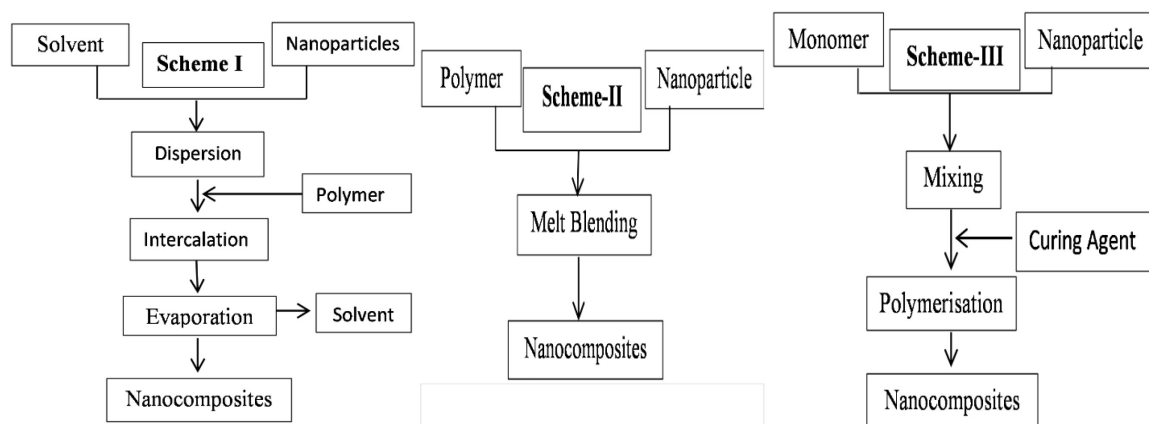 Solvent
Scheme I
Nanoparticles
Dispersion
Polymer
Intercalation
Evaporation
Solvent
Nanocomposites
Polymer
Scheme-II
Nanoparticle
Melt Blending
Nanocomposites
Monomer
Scheme-III
Nanoparticle
Mixing
Curing Agent
Polymerisation
Nanocomposites